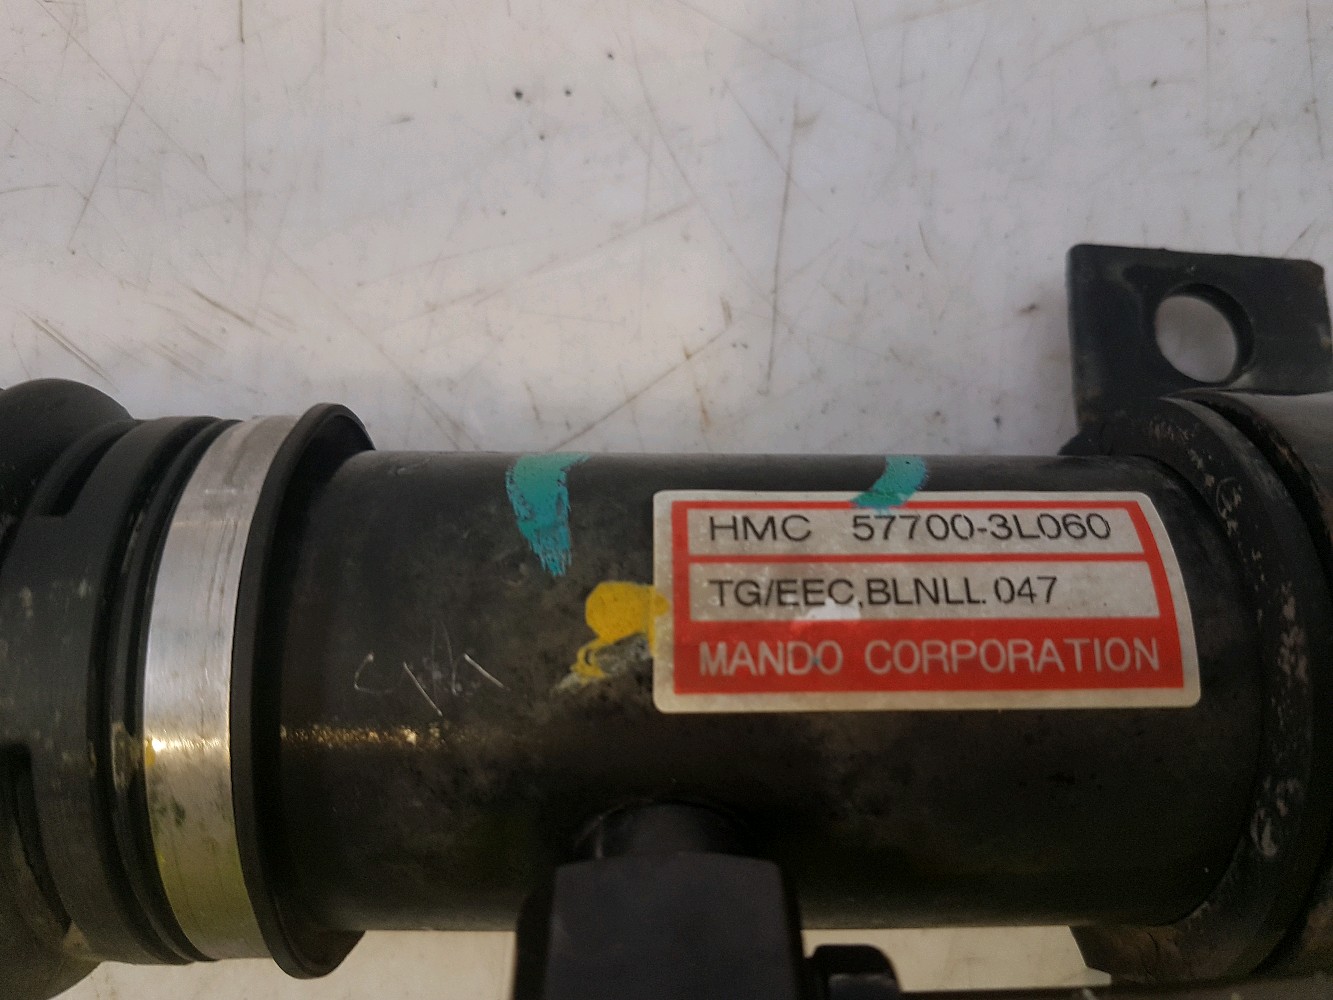 HMC 57700-3L060
TG/EEC,BLNLL.047
MANDO CORPORATION